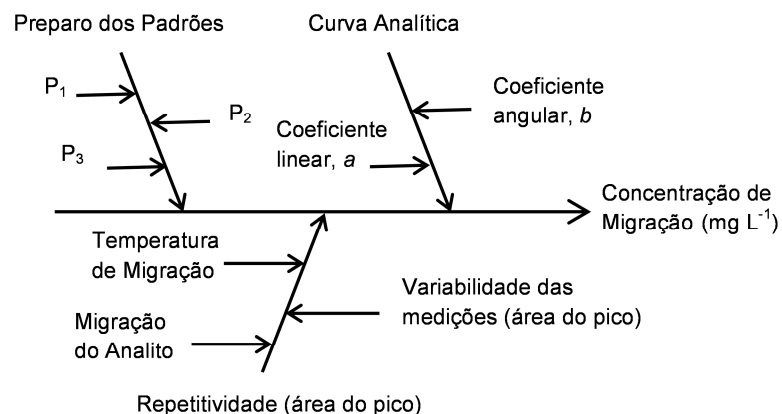 Preparo dos Padrões
Curva Analítica
P₁
P₂
P₃
Coeficiente
angular, b
Coeficiente
linear, a
Concentração de
Migração (mg L⁻¹)
Temperatura
de Migração
Variabilidade das
medições (área do pico)
Migração
do Analito
Repetitividade (área do pico)